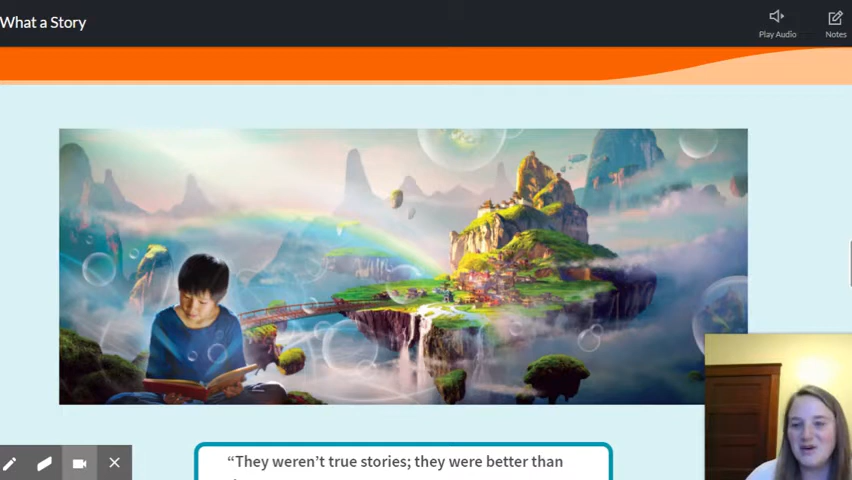 What a Story
Play Audio
Notes
“They weren’t true stories; they were better than